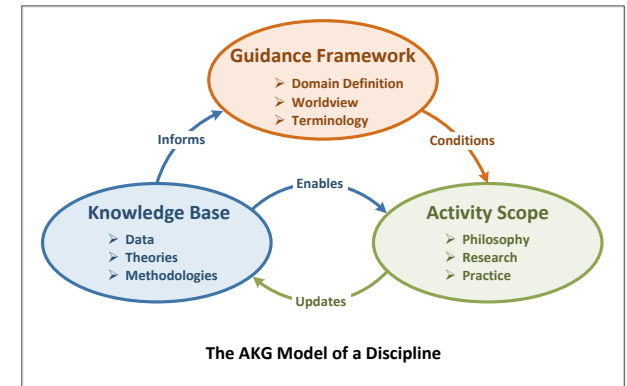 Guidance Framework
➢ Domain Definition
➢ Worldview
➢ Terminology
Informs
Conditions
Enables
Knowledge Base
➢ Data
➢ Theories
➢ Methodologies
Activity Scope
➢ Philosophy
➢ Research
➢ Practice
Updates
The AKG Model of a Discipline